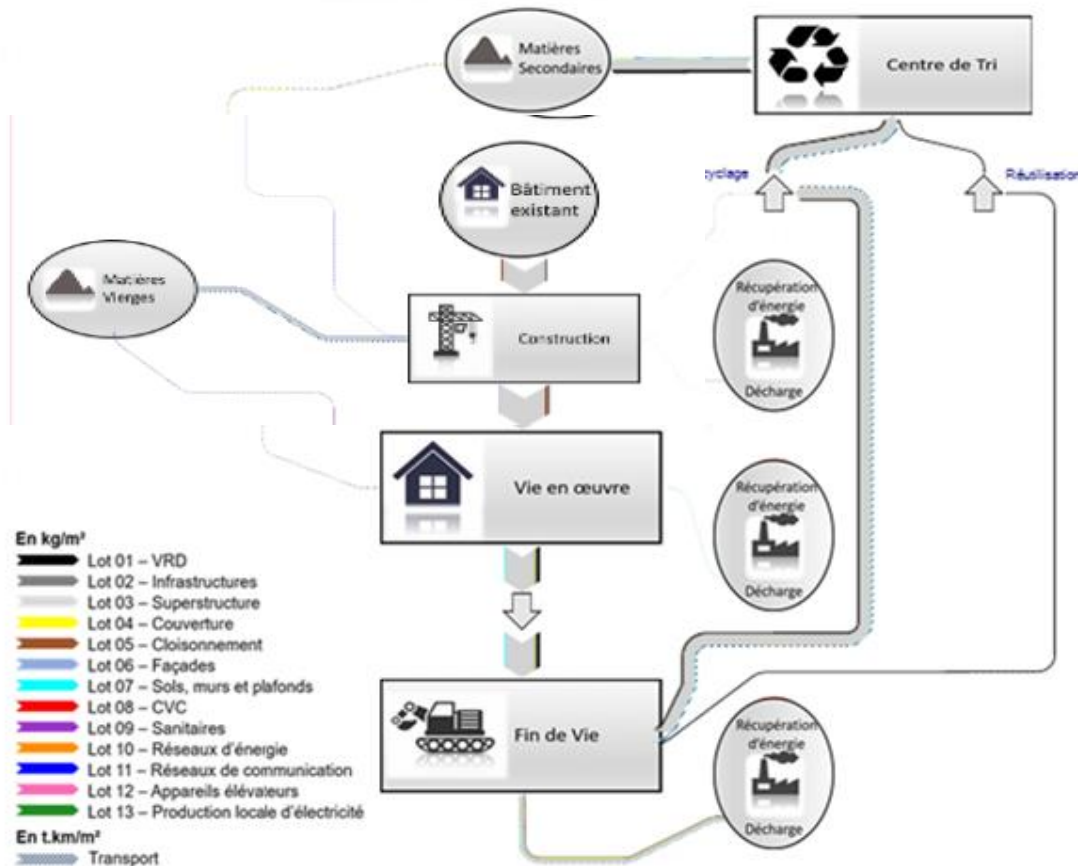 Matières
Secondaires
Centre de Tri
Bâtiment
existant
cyclage
Réutilisation
Matières
Vierges
Construction
Récupération
d'énergie
Décharge
Vie en œuvre
Récupération
d'énergie
Décharge
En kg/m²
Lot 01 – VRD
Lot 02 – Infrastructures
Lot 03 – Superstructure
Lot 04 – Couverture
Lot 05 – Cloisonnement
Lot 06 – Façades
Lot 07 – Sols, murs et plafonds
Lot 08 – CVC
Lot 09 – Sanitaires
Lot 10 – Réseaux d'énergie
Lot 11 – Réseaux de communication
Lot 12 – Appareils élévateurs
Lot 13 – Production locale d'électricité
En t.km/m²
Transport
Fin de Vie
Récupération
d'énergie
Décharge